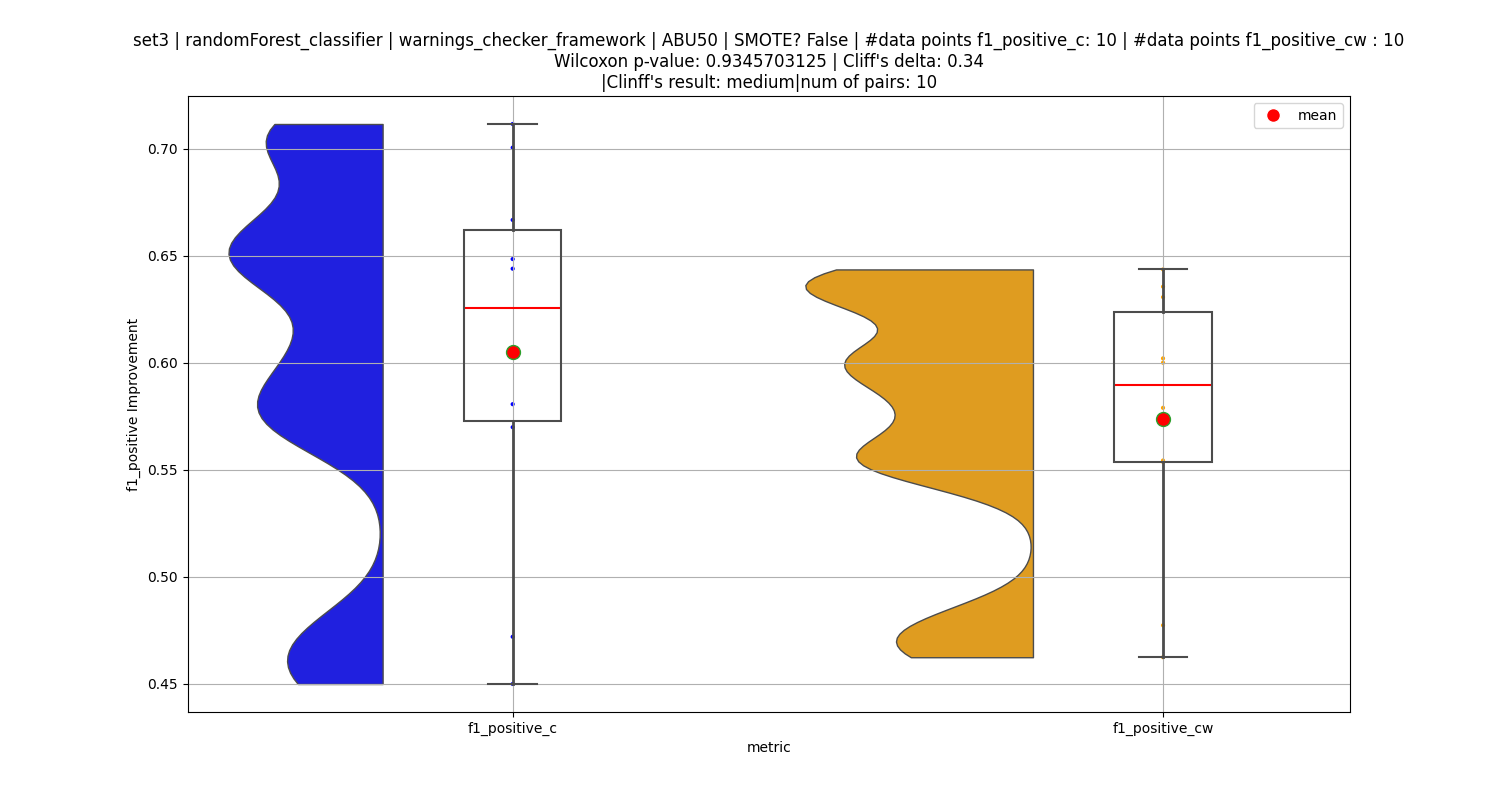 set3 | randomForest_classifier | warnings_checker_framework | ABU50 | SMOTE? False | #data points f1_positive_c: 10 | #data points f1_positive_cw : 10
Wilcoxon p-value: 0.9345703125 | Cliff's delta: 0.34
|Clinff's result: medium|num of pairs: 10
mean
0.70
0.65
0.60
0.55
0.50
0.45
f1_positive Improvement
f1_positive_c
f1_positive_cw
metric